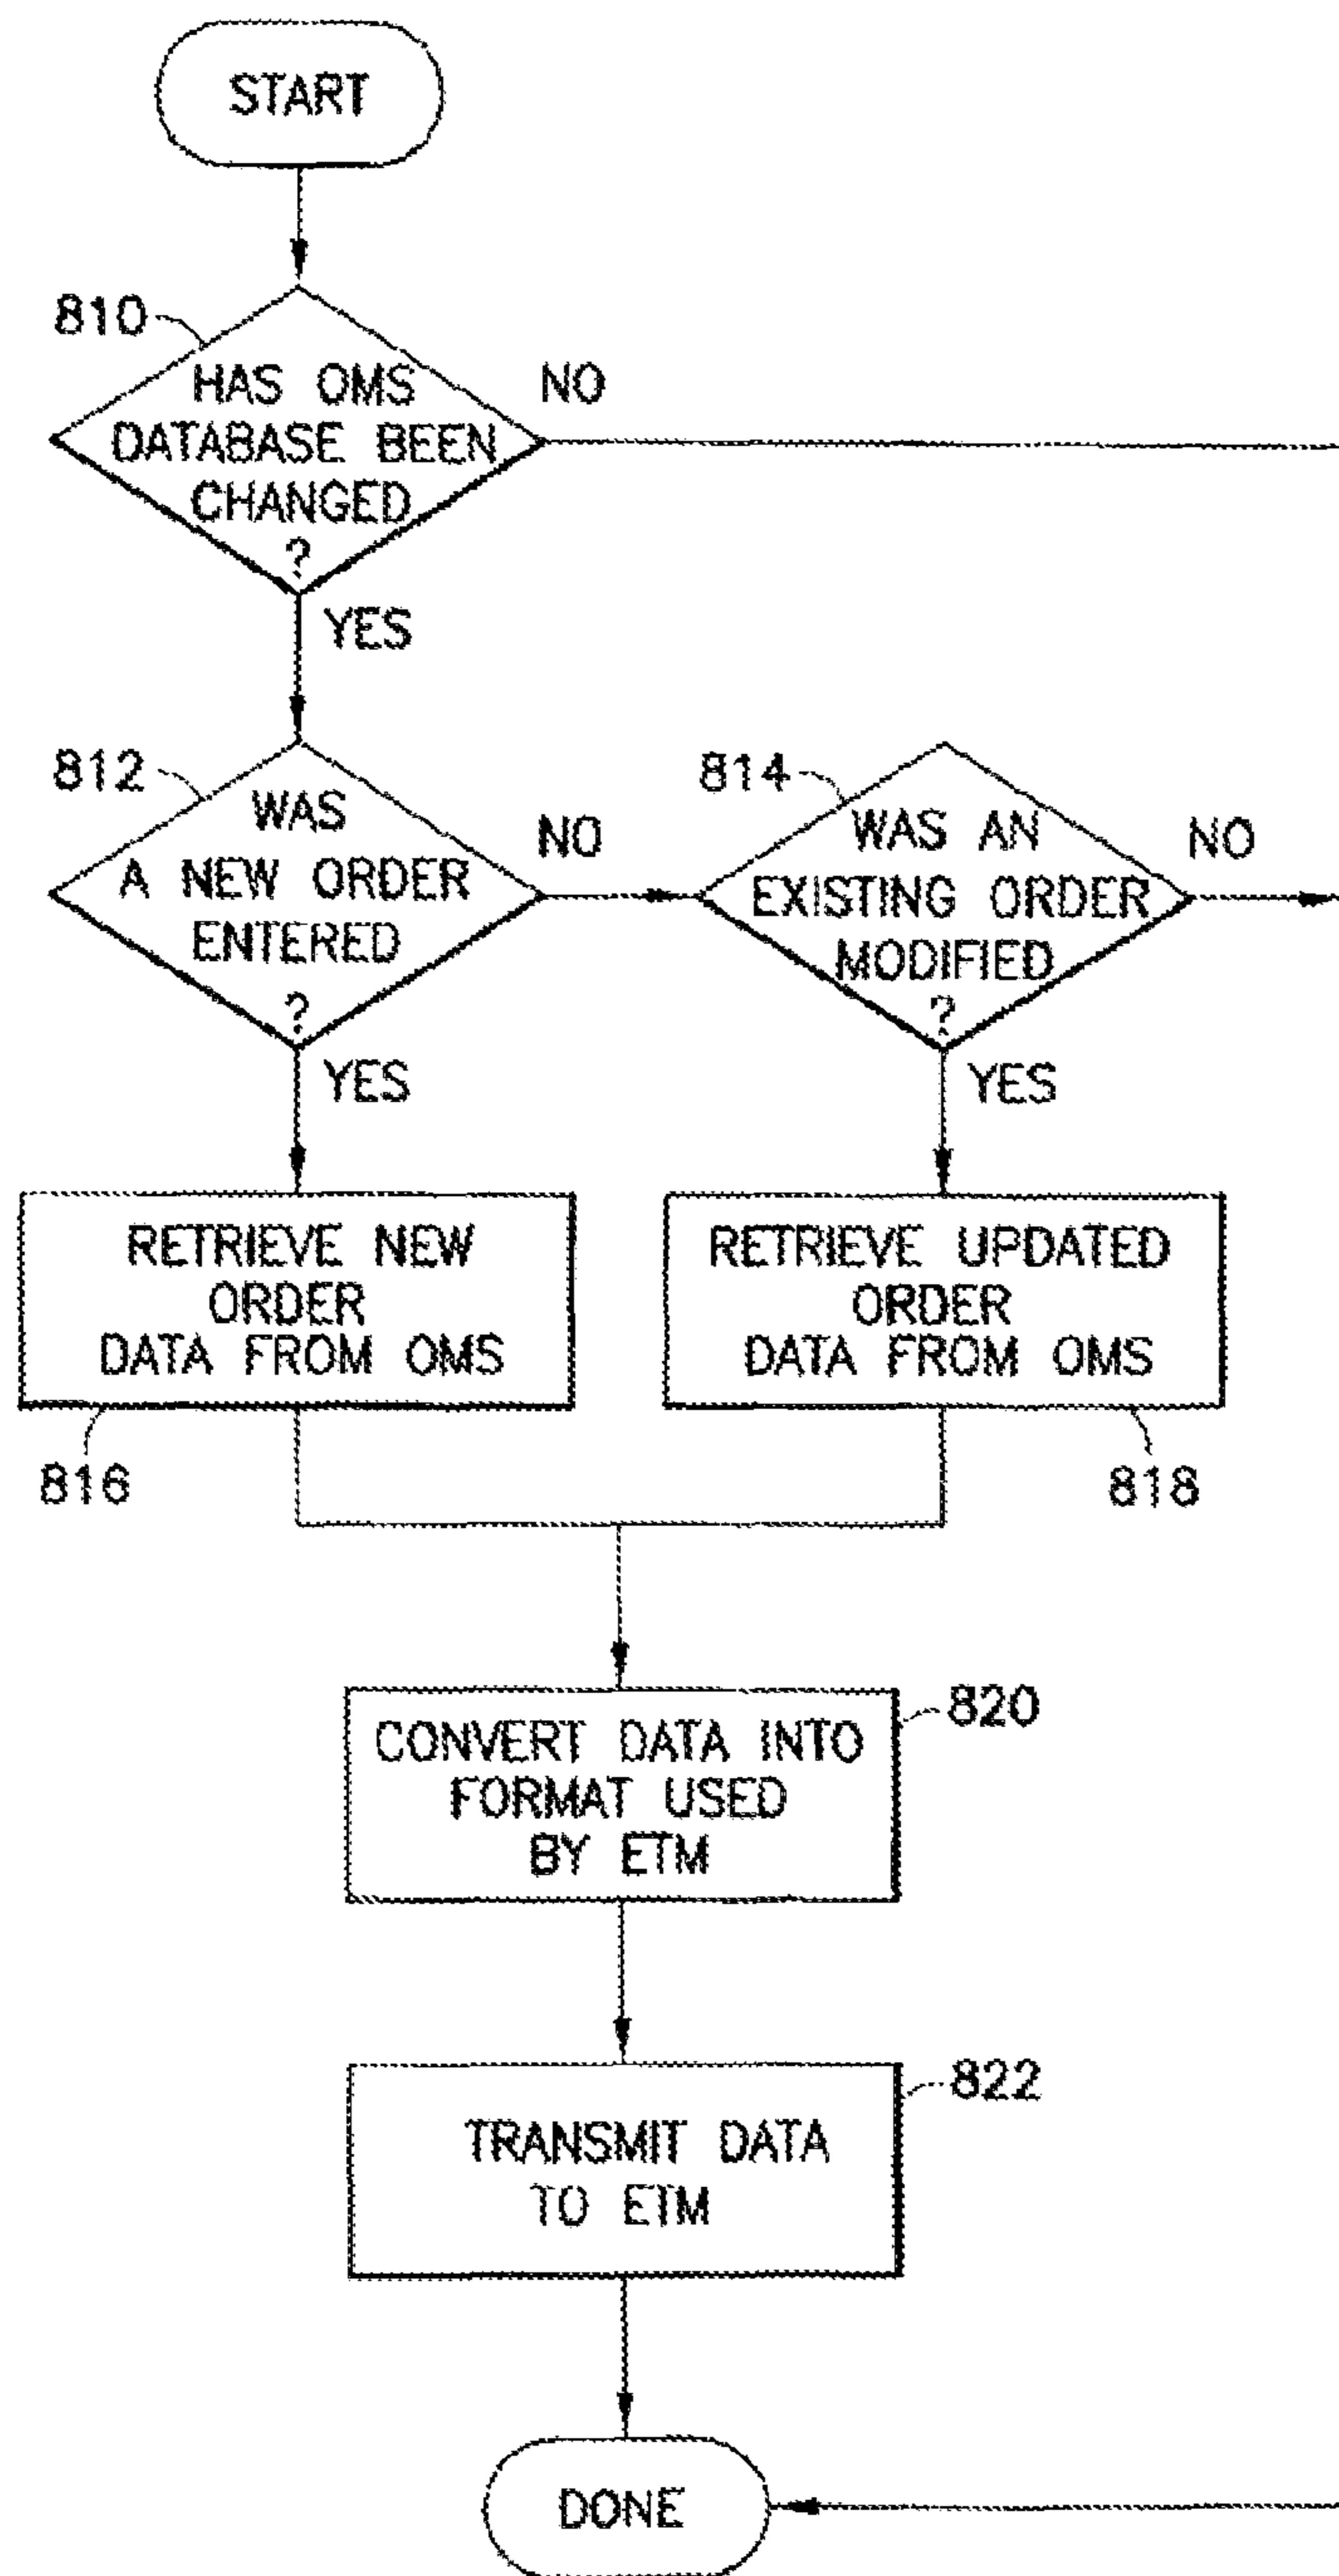 START
810
HAS OMS
DATABASE BEEN
CHANGED
?
NO
YES
812
WAS
A NEW ORDER
ENTERED
?
NO
YES
814
WAS AN
EXISTING ORDER
MODIFIED
?
NO
YES
RETRIEVE NEW
ORDER
DATA FROM OMS
816
RETRIEVE UPDATED
ORDER
DATA FROM OMS
818
CONVERT DATA INTO
FORMAT USED
BY ETM
820
TRANSMIT DATA
TO ETM
822
DONE